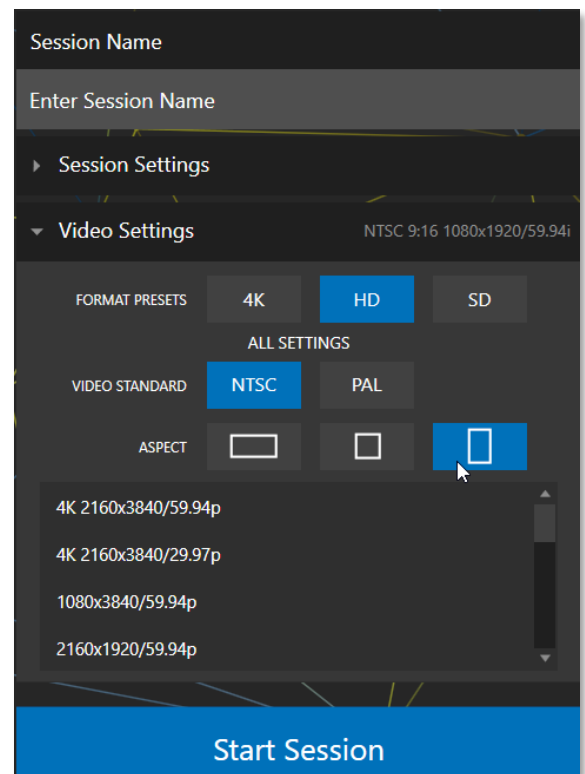 Session Name
Enter Session Name
Session Settings
Video Settings NTSC 9:16 1080x1920/59.94i
FORMAT PRESETS 4K HD SD
ALL SETTINGS
VIDEO STANDARD NTSC PAL
ASPECT
4K 2160x3840/59.94p
4K 2160x3840/29.97p
1080x3840/59.94p
2160x1920/59.94p
Start Session